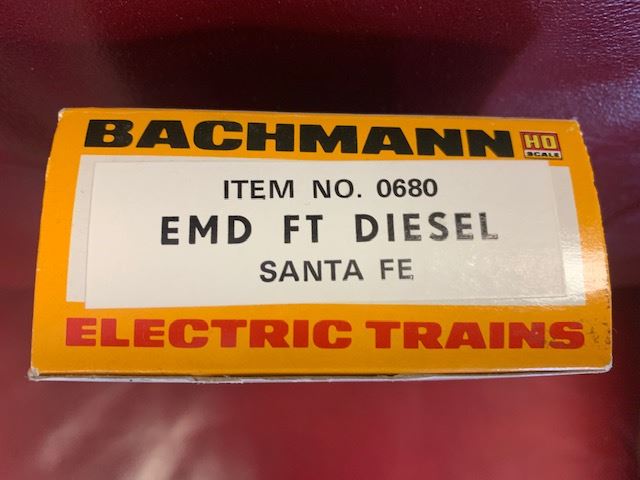 BACHMANN HO SCALE
ITEM NO. 0680
EMD FT DIESEL
SANTA FE
ELECTRIC TRAINS